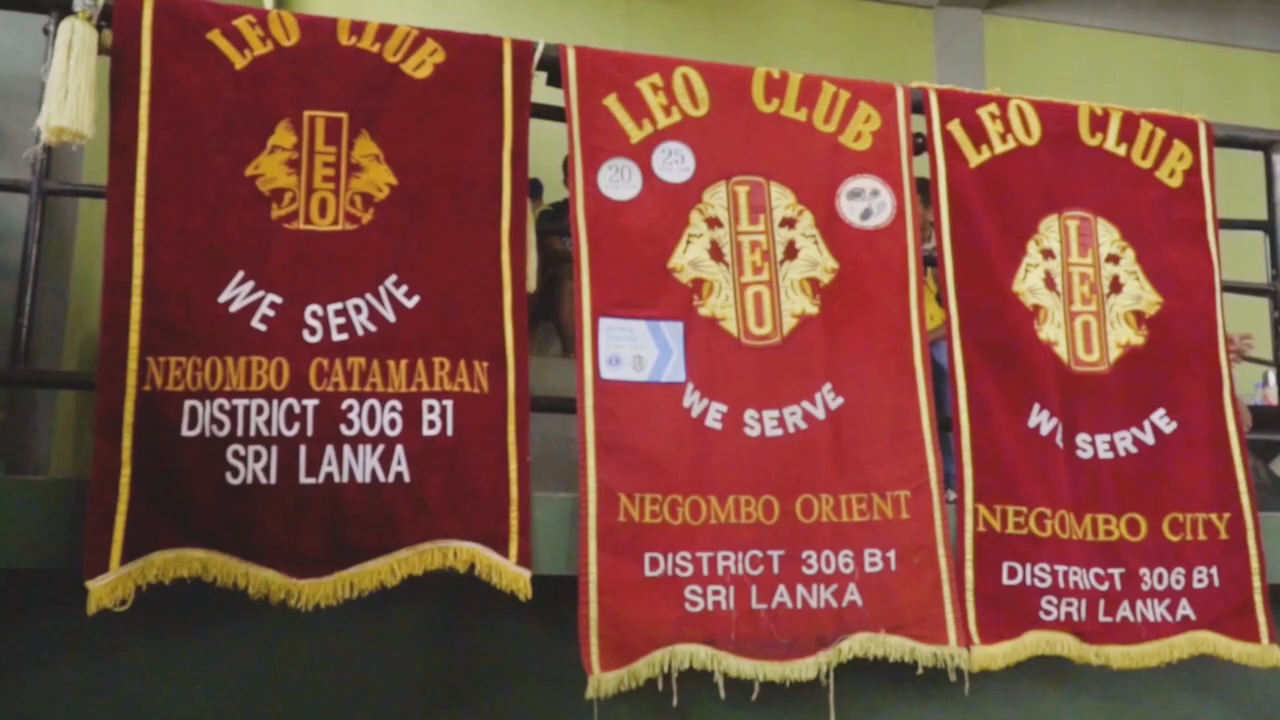 LEO CLUB
LEO
WE SERVE
NEGOMBO CATAMARAN
DISTRICT 306 B1
SRI LANKA
LEO CLUB
20
25
LEO
WE SERVE
NEGOMBO ORIENT
DISTRICT 306 B1
SRI LANKA
LEO CLUB
LEO
WE SERVE
NEGOMBO CITY
DISTRICT 306 B1
SRI LANKA